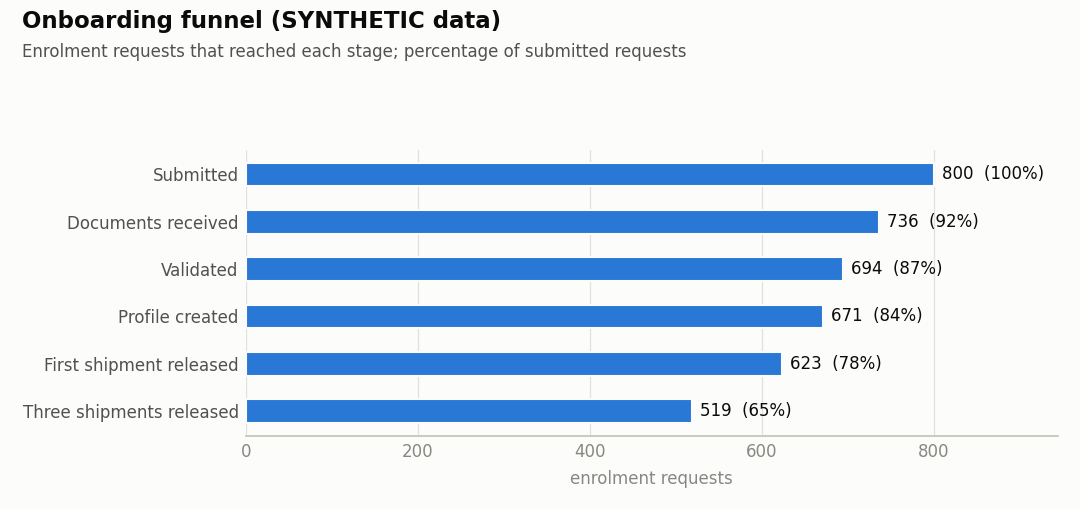 Onboarding funnel (SYNTHETIC data)
Enrolment requests that reached each stage; percentage of submitted requests
Submitted 800 (100%)
Documents received 736 (92%)
Validated 694 (87%)
Profile created 671 (84%)
First shipment released 623 (78%)
Three shipments released 519 (65%)
0 200 400 600 800
enrolment requests